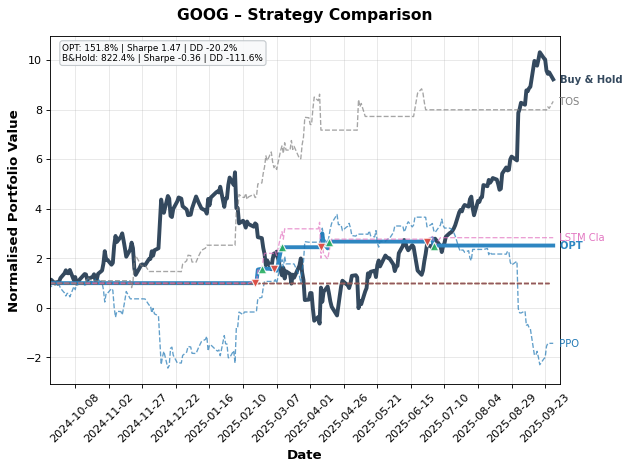 GOOG – Strategy Comparison
OPT: 151.8% | Sharpe 1.47 | DD -20.2%
B&Hold: 822.4% | Sharpe -0.36 | DD -111.6%
Normalised Portfolio Value
10
8
6
4
2
0
−2
Buy & Hold
TOS
LSTM Cla
OPT
PPO
2024-10-08
2024-11-02
2024-11-27
2024-12-22
2025-01-16
2025-02-10
2025-03-07
2025-04-01
2025-04-26
2025-05-21
2025-06-15
2025-07-10
2025-08-04
2025-08-29
2025-09-23
Date